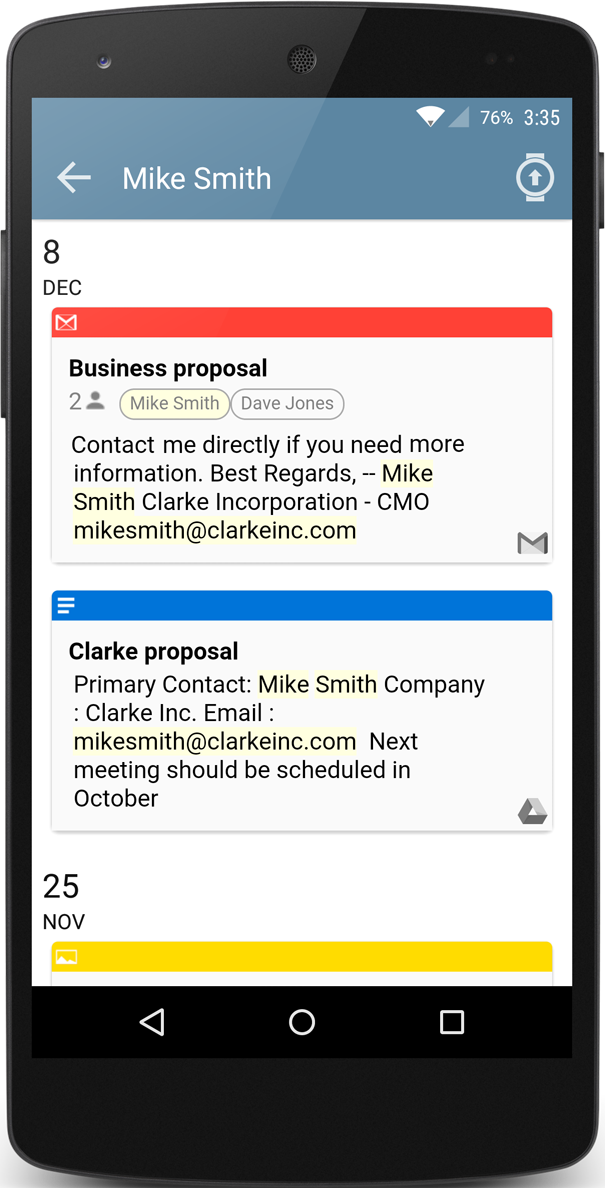 76% 3:35
Mike Smith
8
DEC
Business proposal
2 Mike Smith Dave Jones
Contact me directly if you need more
information. Best Regards, -- Mike
Smith Clarke Incorporation - CMO
mikesmith@clarkeinc.com
Clarke proposal
Primary Contact: Mike Smith Company
: Clarke Inc. Email :
mikesmith@clarkeinc.com Next
meeting should be scheduled in
October
25
NOV